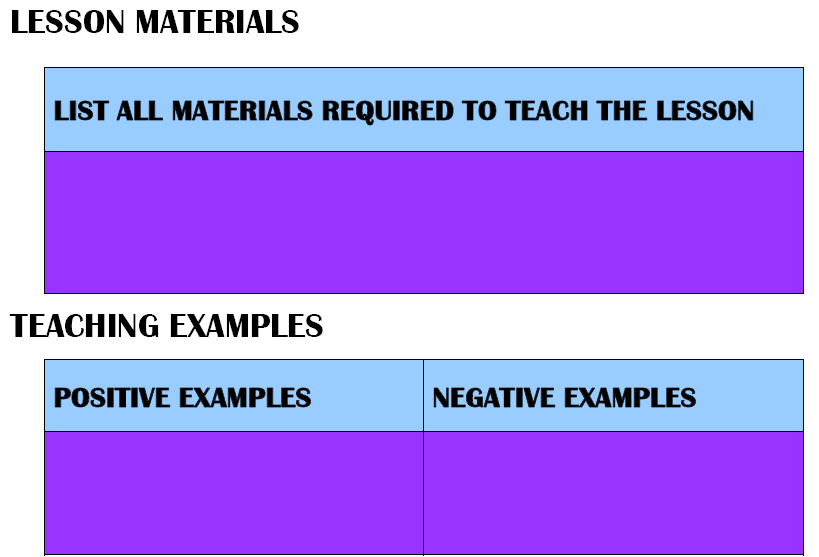 LESSON MATERIALS
LIST ALL MATERIALS REQUIRED TO TEACH THE LESSON
TEACHING EXAMPLES
POSITIVE EXAMPLES
NEGATIVE EXAMPLES